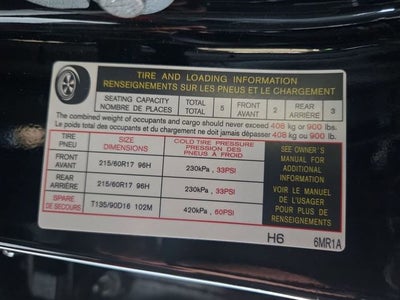 TIRE AND LOADING INFORMATION
RENSEIGNEMENTS SUR LES PNEUS ET LE CHARGEMENT
SEATING CAPACITY TOTAL 5 FRONT 2 REAR 3
NOMBRE DE PLACES TOTAL AVANT ARRIÈRE
The combined weight of occupants and cargo should never exceed 408 kg or 900 lbs.
Le poids total des occupants et du chargement ne doit jamais dépasser 408 kg or 900 lb.
TIRE SIZE COLD TIRE PRESSURE
PNEU DIMENSIONS PRESSION DES PNEUS À FROID
FRONT
AVANT 215/60R17 96H 230kPa, 33PSI
REAR
ARRIÈRE 215/60R17 96H 230kPa, 33PSI
SPARE
DE SECOURS T135/90D16 102M 420kPa, 60PSI
SEE OWNER'S
MANUAL FOR
ADDITIONAL
INFORMATION
VOIR LE MANUEL
DE L'USAGER
POUR PLUS DE
RENSEIGNEMENTS
H6 6MR1A